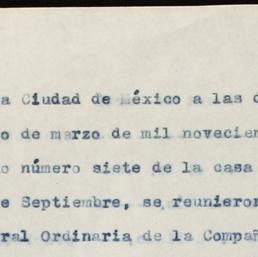 a Ciudad de México a las
o de marzo de mil novecien
o número siete de la casa
e Septiembre, se reunieron
ral Ordinaria de la Compañ